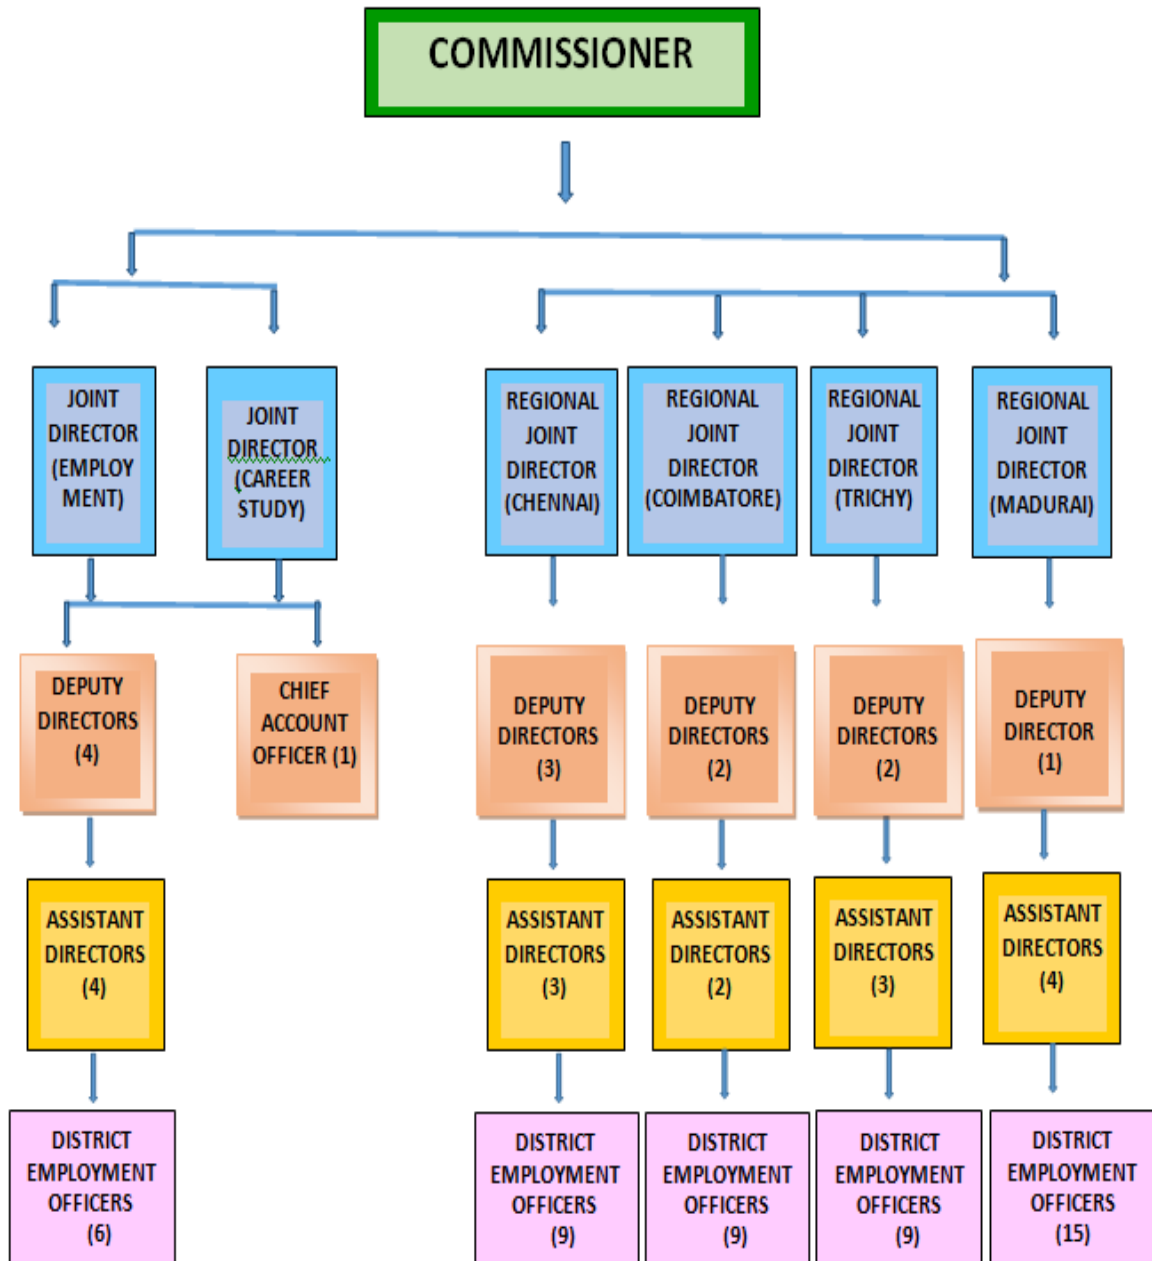 COMMISSIONER
JOINT
DIRECTOR
(EMPLOY
MENT)
JOINT
DIRECTOR
(CAREER
STUDY)
REGIONAL
JOINT
DIRECTOR
(CHENNAI)
REGIONAL
JOINT
DIRECTOR
(COIMBATORE)
REGIONAL
JOINT
DIRECTOR
(TRICHY)
REGIONAL
JOINT
DIRECTOR
(MADURAI)
DEPUTY
DIRECTORS
(4)
CHIEF
ACCOUNT
OFFICER (1)
DEPUTY
DIRECTORS
(3)
DEPUTY
DIRECTORS
(2)
DEPUTY
DIRECTORS
(2)
DEPUTY
DIRECTOR
(1)
ASSISTANT
DIRECTORS
(4)
ASSISTANT
DIRECTORS
(3)
ASSISTANT
DIRECTORS
(2)
ASSISTANT
DIRECTORS
(3)
ASSISTANT
DIRECTORS
(4)
DISTRICT
EMPLOYMENT
OFFICERS
(6)
DISTRICT
EMPLOYMENT
OFFICERS
(9)
DISTRICT
EMPLOYMENT
OFFICERS
(9)
DISTRICT
EMPLOYMENT
OFFICERS
(9)
DISTRICT
EMPLOYMENT
OFFICERS
(15)